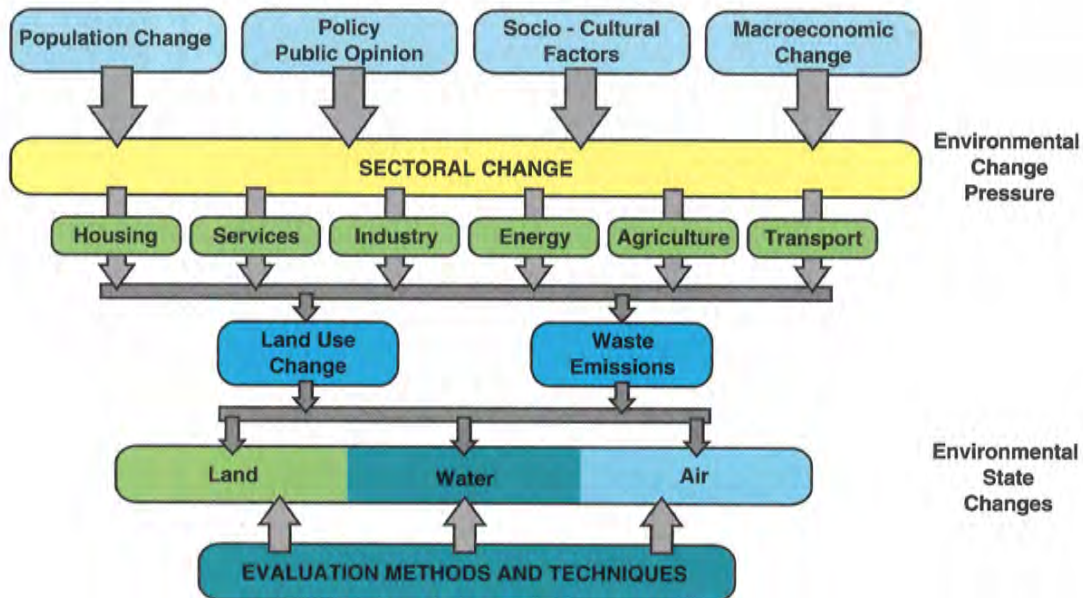 Population Change
Policy
Public Opinion
Socio - Cultural
Factors
Macroeconomic
Change
SECTORAL CHANGE
Environmental
Change
Pressure
Housing
Services
Industry
Energy
Agriculture
Transport
Land Use
Change
Waste
Emissions
Land
Water
Air
Environmental
State
Changes
EVALUATION METHODS AND TECHNIQUES